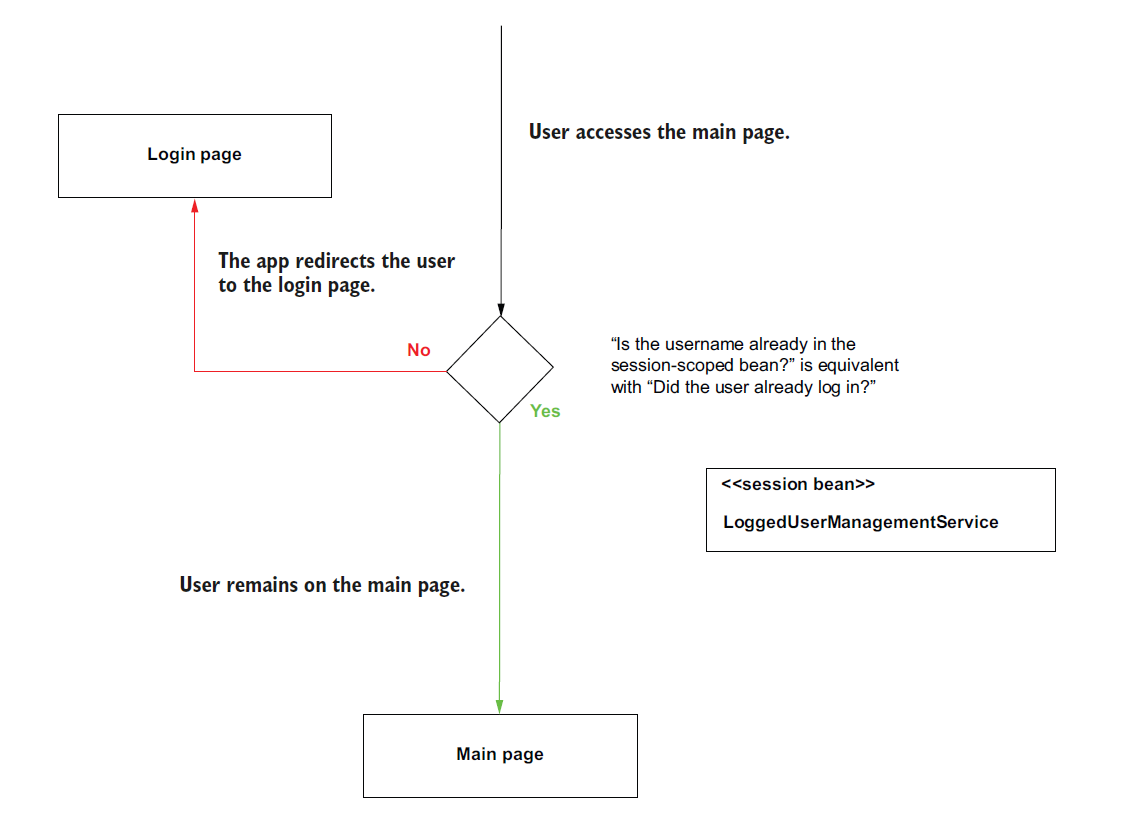 User accesses the main page.
Login page
The app redirects the user
to the login page.
No
“Is the username already in the
session-scoped bean?” is equivalent
with “Did the user already log in?”
Yes
<<session bean>>
LoggedUserManagementService
User remains on the main page.
Main page